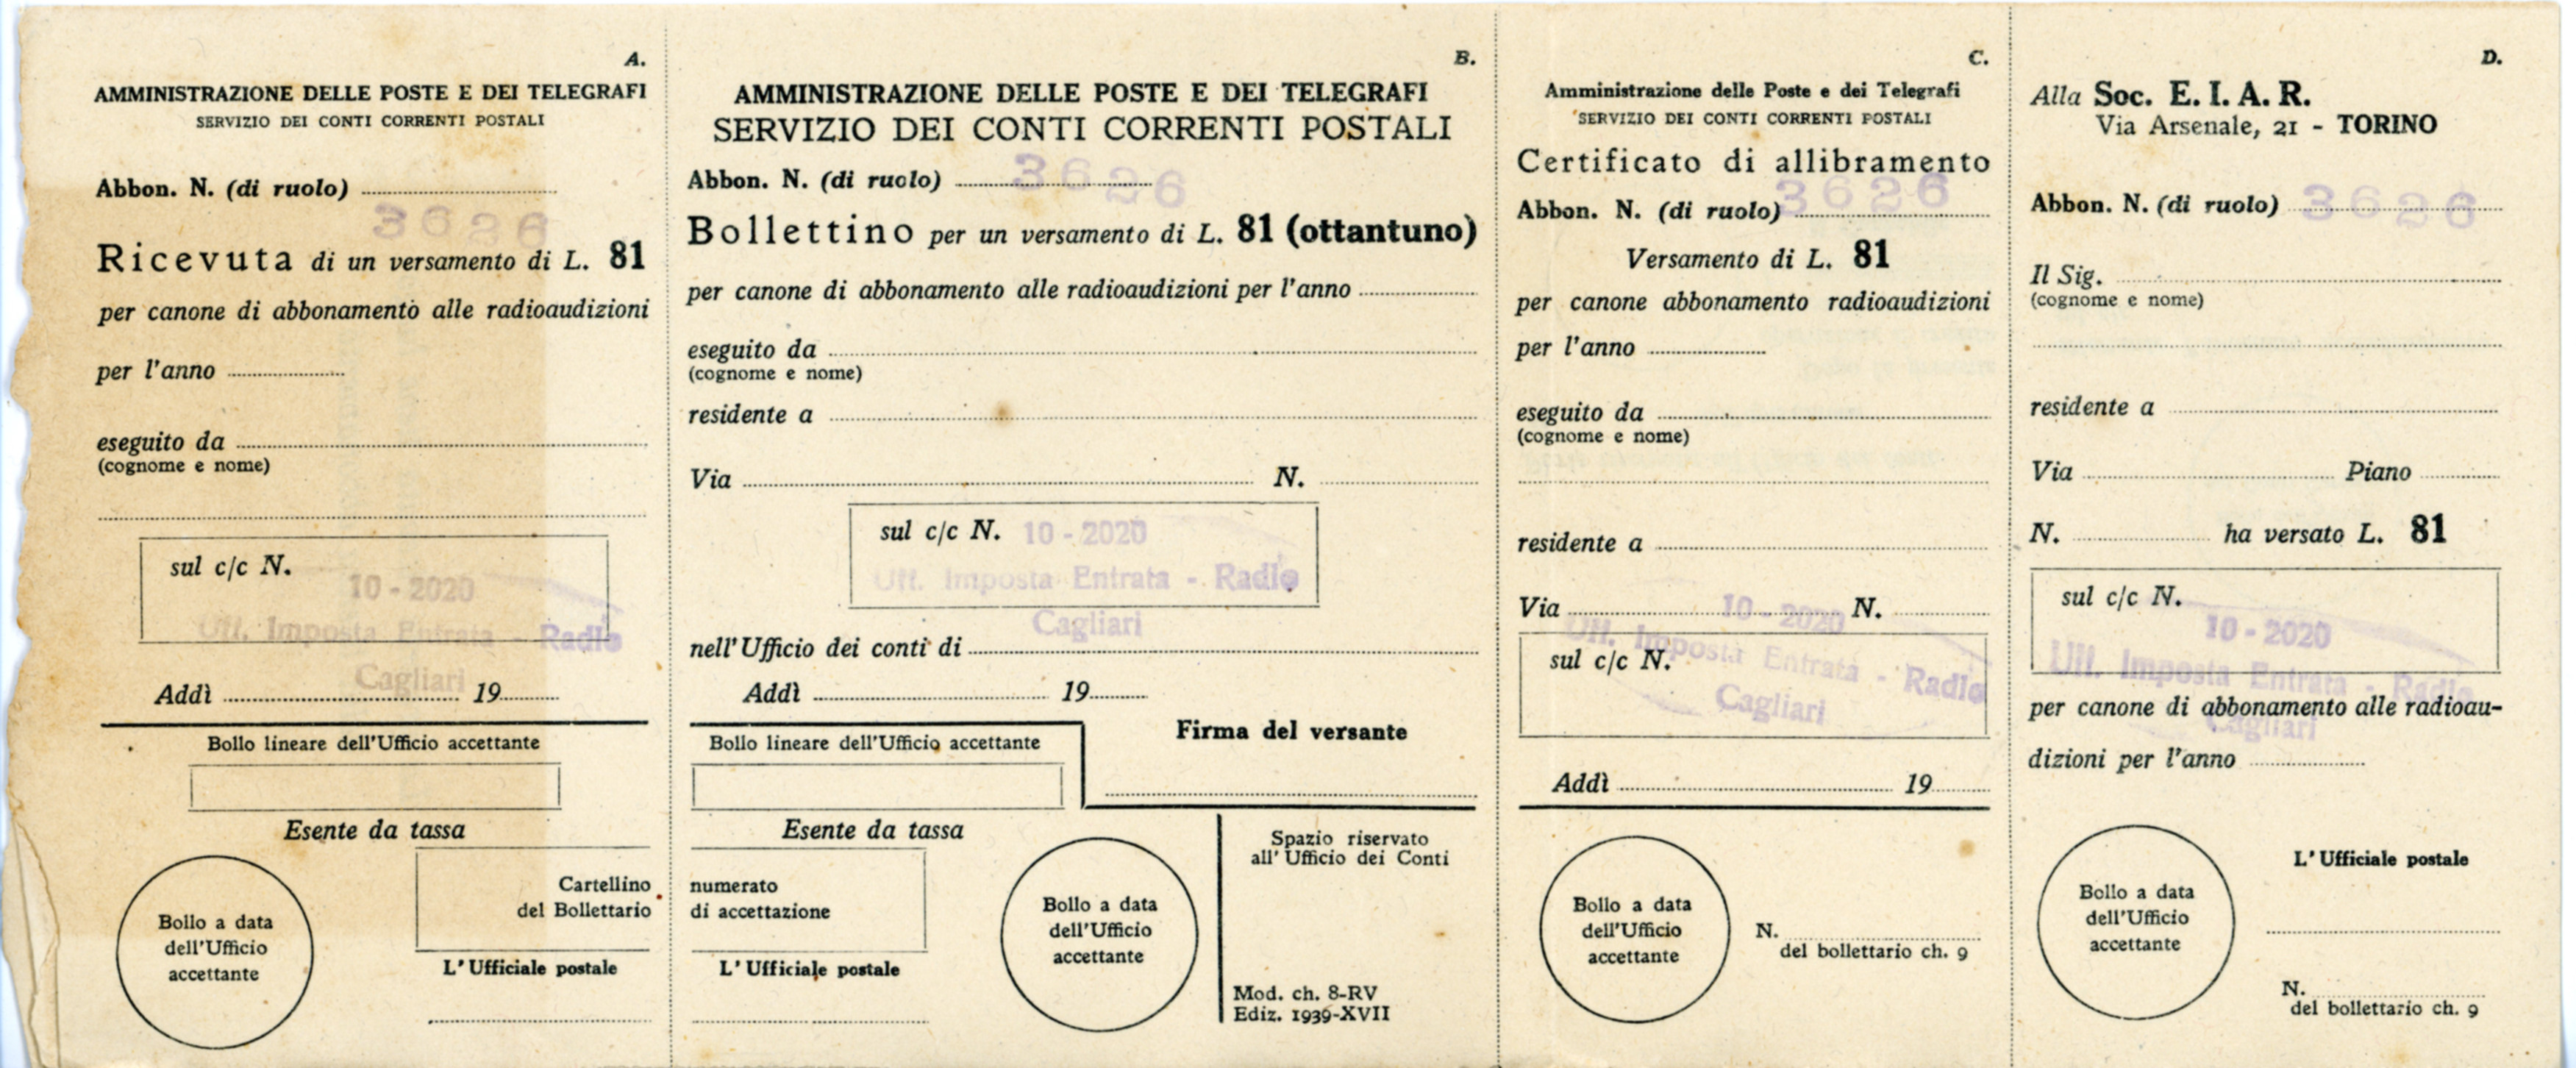 A.
AMMINISTRAZIONE DELLE POSTE E DEI TELEGRAFI
SERVIZIO DEI CONTI CORRENTI POSTALI
Abbon. N. (di ruolo)
3626
Ricevuta di un versamento di L. 81
per canone di abbonamento alle radioaudizioni
per l'anno
eseguito da
(cognome e nome)
sul c/c N.
10 - 2020
Uff. Imposta Entrata - Radio
Cagliari
Addì 19
Bollo lineare dell'Ufficio accettante
Esente da tassa
Cartellino
del Bollettario
Bollo a data
dell'Ufficio
accettante
L'Ufficiale postale
B.
AMMINISTRAZIONE DELLE POSTE E DEI TELEGRAFI
SERVIZIO DEI CONTI CORRENTI POSTALI
Abbon. N. (di ruolo) 3626
Bollettino per un versamento di L. 81 (ottantuno)
per canone di abbonamento alle radioaudizioni per l'anno
eseguito da
(cognome e nome)
residente a
Via N.
sul c/c N. 10 - 2020
Uff. Imposta Entrata - Radio
Cagliari
nell'Ufficio dei conti di
Addì 19
Bollo lineare dell'Ufficio accettante
Firma del versante
Esente da tassa
numerato
di accettazione
L'Ufficiale postale
Bollo a data
dell'Ufficio
accettante
Spazio riservato
all'Ufficio dei Conti
Mod. ch. 8-RV
Ediz. 1939-XVII
C.
Amministrazione delle Poste e dei Telegrafi
SERVIZIO DEI CONTI CORRENTI POSTALI
Certificato di allibramento
3626
Abbon. N. (di ruolo)
Versamento di L. 81
per canone abbonamento radioaudizioni
per l'anno
eseguito da
(cognome e nome)
residente a
Via N.
10 - 2020
Uff. Imposta Entrata - Radio
Cagliari
sul c/c N.
Addì 19
Bollo a data
dell'Ufficio
accettante
N.
del bollettario ch. 9
D.
Alla Soc. E. I. A. R.
Via Arsenale, 21 - TORINO
Abbon. N. (di ruolo) 3626
Il Sig.
(cognome e nome)
residente a
Via Piano
N. ha versato L. 81
sul c/c N.
10 - 2020
Uff. Imposta Entrata - Radio
Cagliari
per canone di abbonamento alle radioau-
dizioni per l'anno
Bollo a data
dell'Ufficio
accettante
L'Ufficiale postale
N.
del bollettario ch. 9